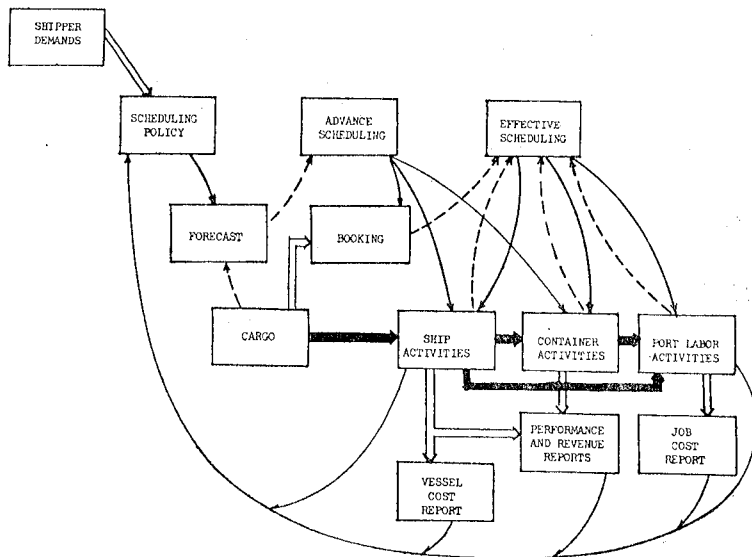 SHIPPER
DEMANDS
SCHEDULING
POLICY
ADVANCE
SCHEDULING
EFFECTIVE
SCHEDULING
FORECAST
BOOKING
CARGO
SHIP
ACTIVITIES
CONTAINER
ACTIVITIES
PORT LABOR
ACTIVITIES
PERFORMANCE
AND REVENUE
REPORTS
JOB
COST
REPORT
VESSEL
COST
REPORT